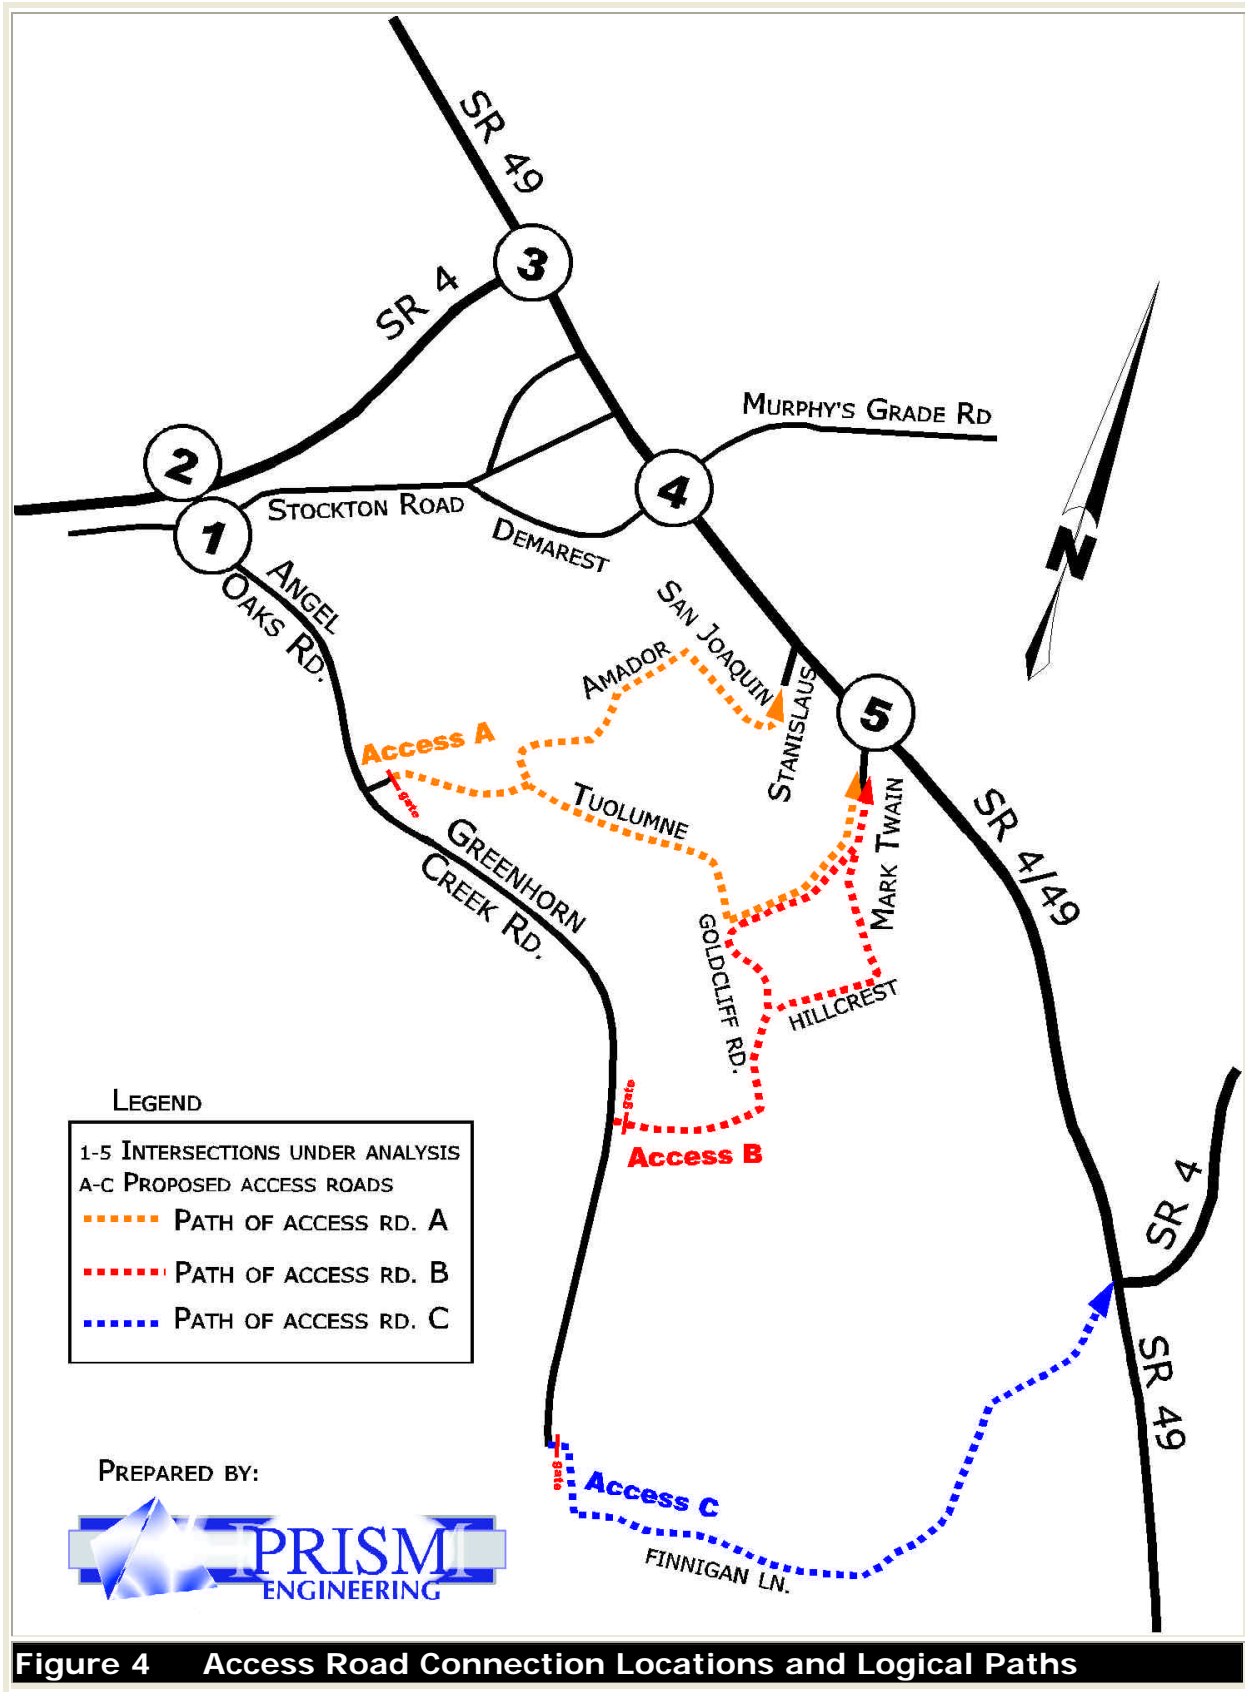 SR 49
3
SR 4
MURPHY'S GRADE RD
2
4
STOCKTON ROAD
1
DEMAREST
N
ANGEL
OAKS RD.
SAN JOAQUIN
AMADOR
STANISLAUS
5
Access A
gate
TUOLUMNE
MARK TWAIN
SR 4/49
GREENHORN
CREEK RD.
GOLDCLIFF RD.
HILLCREST
gate
Access B
LEGEND
1-5 INTERSECTIONS UNDER ANALYSIS
A-C PROPOSED ACCESS ROADS
PATH OF ACCESS RD. A
PATH OF ACCESS RD. B
PATH OF ACCESS RD. C
SR 4
SR 49
gate
Access C
FINNIGAN LN.
PREPARED BY:
PRISM
ENGINEERING
Figure 4 Access Road Connection Locations and Logical Paths